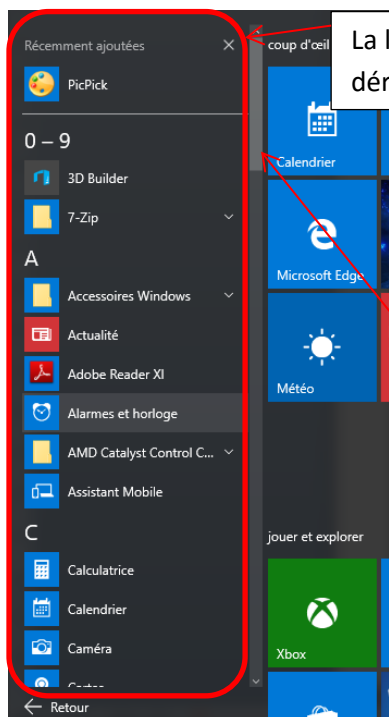 Récemment ajoutées
PicPick
0 – 9
3D Builder
7-Zip
A
Accessoires Windows
Actualité
Adobe Reader XI
Alarmes et horloge
AMD Catalyst Control C...
Assistant Mobile
C
Calculatrice
Calendrier
Caméra
Cartes
Retour
coup d'œil
La
Calendrier
Microsoft Edge
Météo
jouer et explorer
Xbox